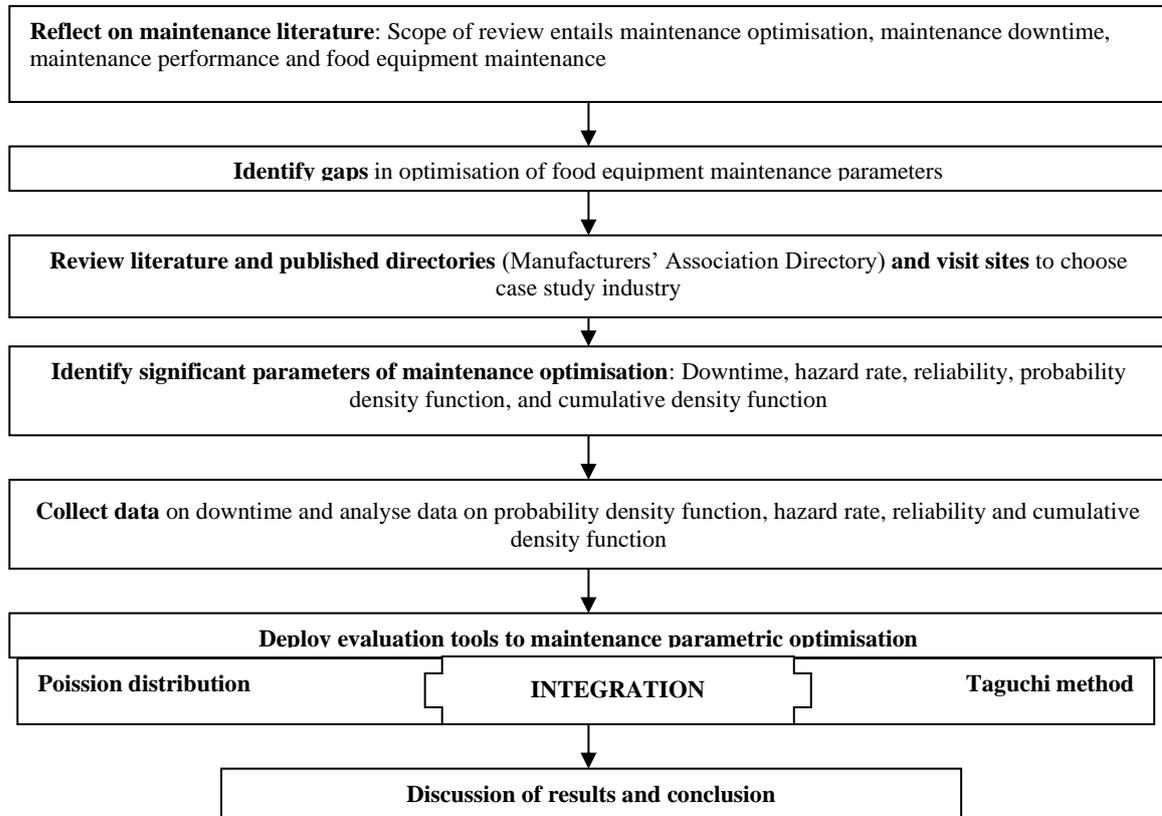 Reflect on maintenance literature: Scope of review entails maintenance optimisation, maintenance downtime,
maintenance performance and food equipment maintenance
Identify gaps in optimisation of food equipment maintenance parameters
Review literature and published directories (Manufacturers’ Association Directory) and visit sites to choose
case study industry
Identify significant parameters of maintenance optimisation: Downtime, hazard rate, reliability, probability
density function, and cumulative density function
Collect data on downtime and analyse data on probability density function, hazard rate, reliability and cumulative
density function
Deploy evaluation tools to maintenance parametric optimisation
Poission distribution
INTEGRATION
Taguchi method
Discussion of results and conclusion